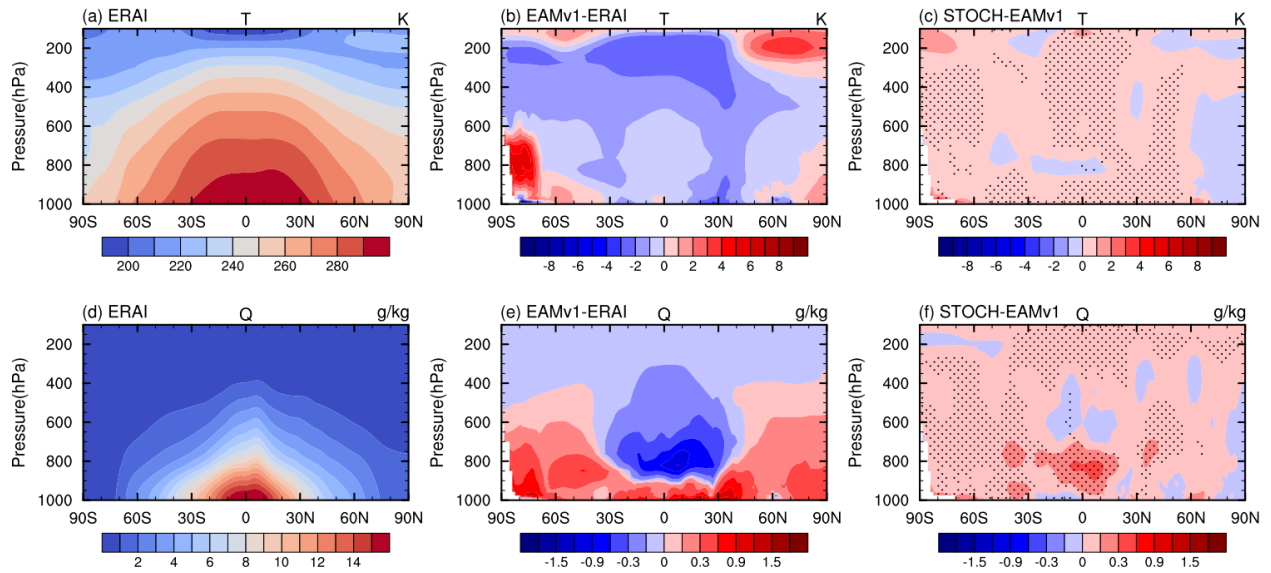 (a) ERAI T K
Pressure(hPa)
200
400
600
800
1000
90S 60S 30S 0 30N 60N 90N
200 220 240 260 280
(b) EAMv1-ERAI T K
Pressure(hPa)
200
400
600
800
1000
90S 60S 30S 0 30N 60N 90N
-8 -6 -4 -2 0 2 4 6 8
(c) STOCH-EAMv1 T K
Pressure(hPa)
200
400
600
800
1000
90S 60S 30S 0 30N 60N 90N
-8 -6 -4 -2 0 2 4 6 8
(d) ERAI Q g/kg
Pressure(hPa)
200
400
600
800
1000
90S 60S 30S 0 30N 60N 90N
2 4 6 8 10 12 14
(e) EAMv1-ERAI Q g/kg
Pressure(hPa)
200
400
600
800
1000
90S 60S 30S 0 30N 60N 90N
-1.5 -0.9 -0.3 0 0.3 0.9 1.5
(f) STOCH-EAMv1 Q g/kg
Pressure(hPa)
200
400
600
800
1000
90S 60S 30S 0 30N 60N 90N
-1.5 -0.9 -0.3 0 0.3 0.9 1.5